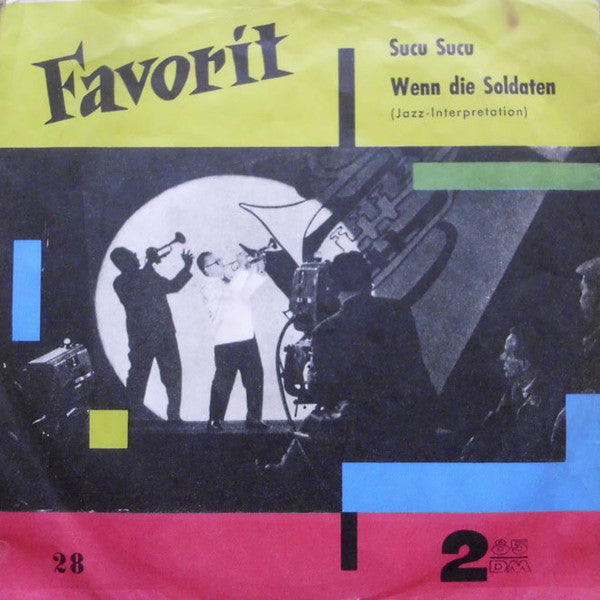 Favorit
Sucu Sucu
Wenn die Soldaten
(Jazz-Interpretation)
28
2 85
DM